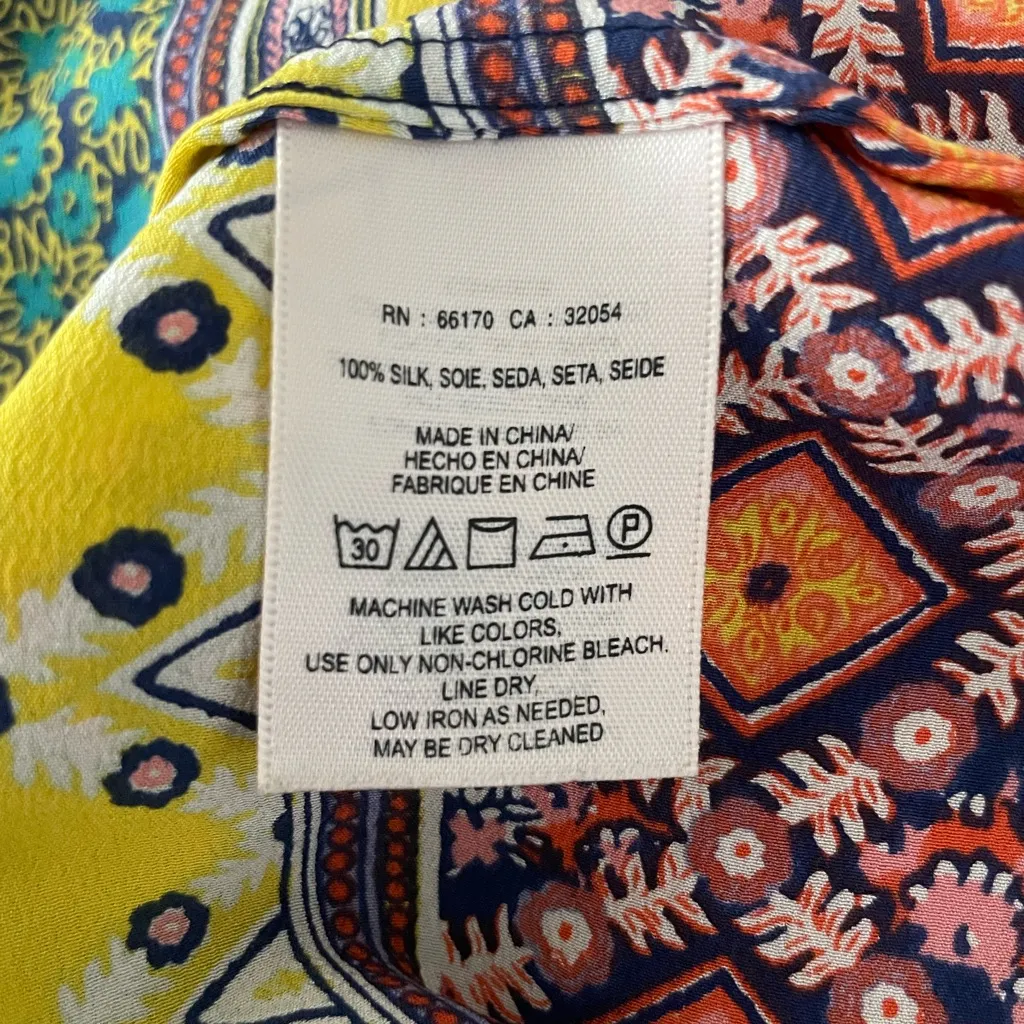 RN : 66170 CA : 32054
100% SILK, SOIE, SEDA, SETA, SEIDE
MADE IN CHINA/
HECHO EN CHINA/
FABRIQUE EN CHINE
30 P
MACHINE WASH COLD WITH
LIKE COLORS,
USE ONLY NON-CHLORINE BLEACH.
LINE DRY,
LOW IRON AS NEEDED,
MAY BE DRY CLEANED